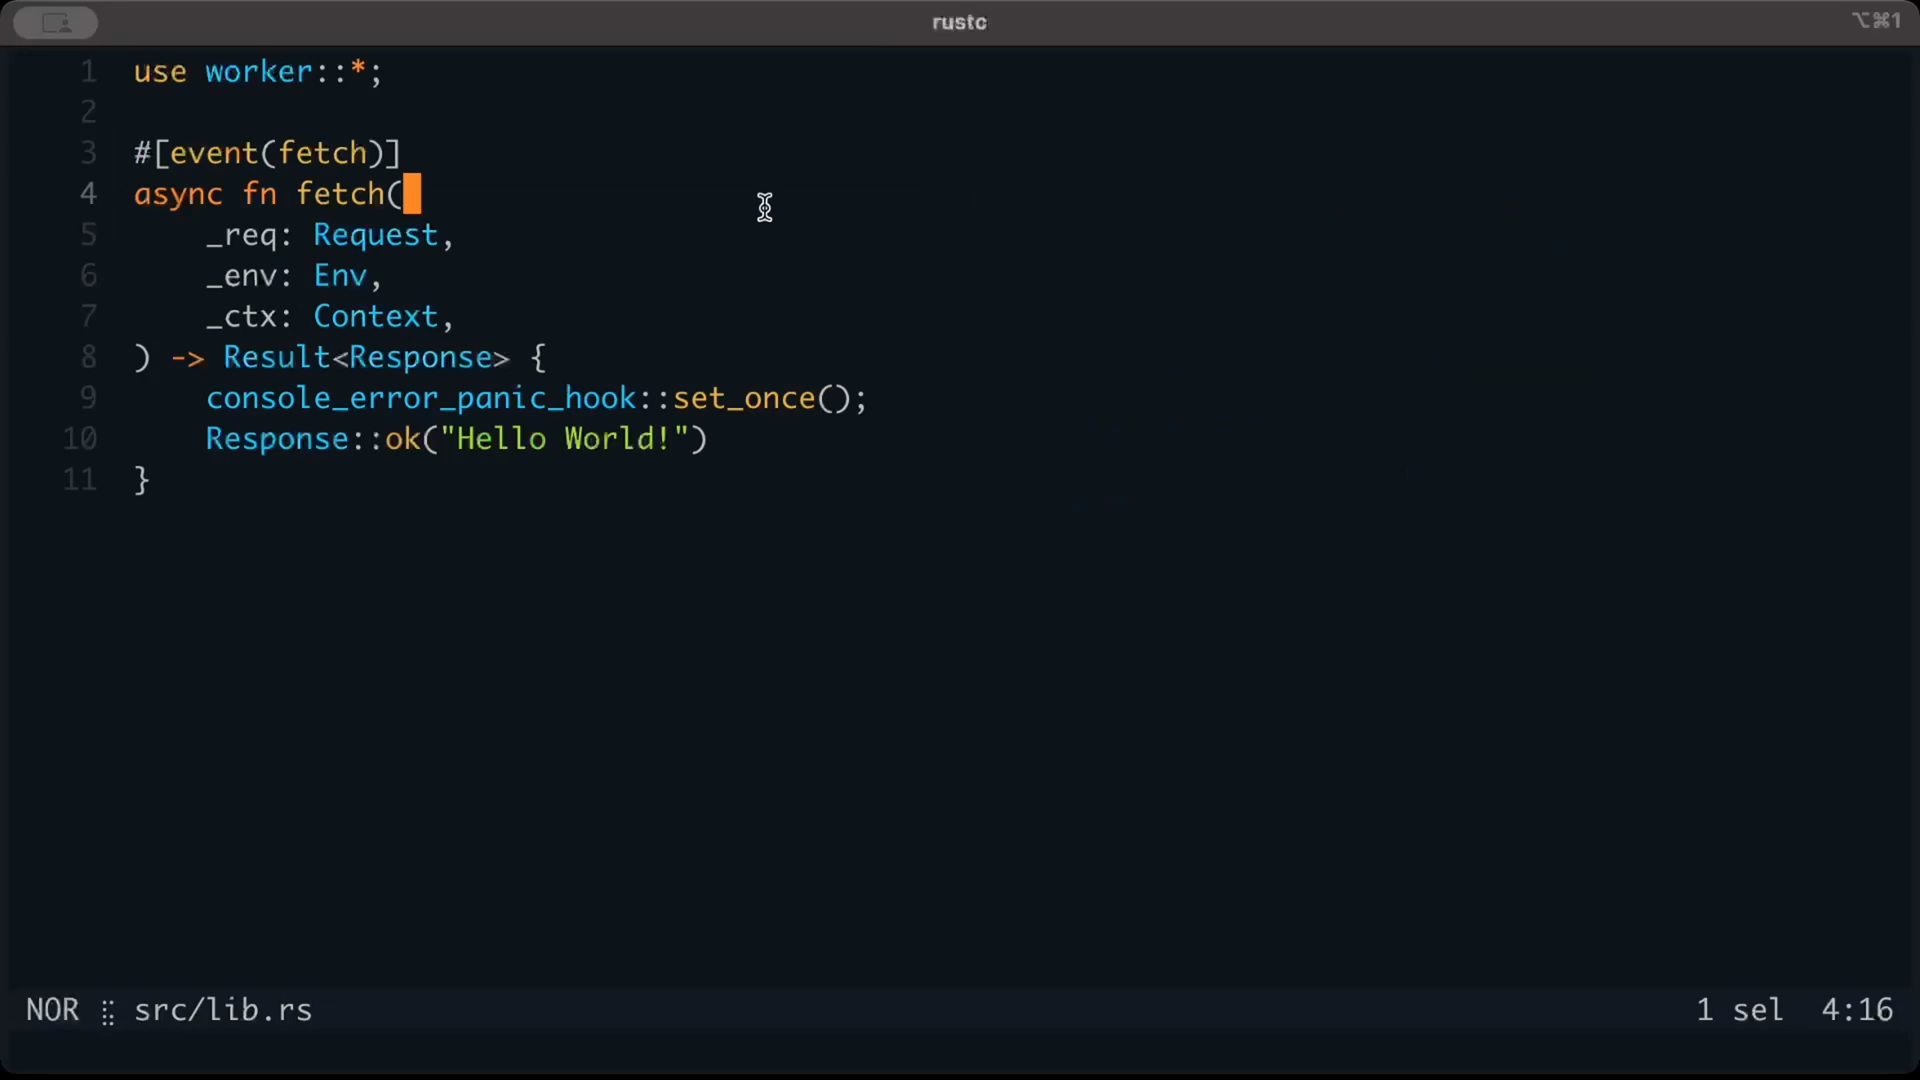 rustc
⌥⌘1
1 use worker::*;
2
3 #[event(fetch)]
4 async fn fetch(
5     _req: Request,
6     _env: Env,
7     _ctx: Context,
8 ) -> Result<Response> {
9     console_error_panic_hook::set_once();
10     Response::ok("Hello World!")
11 }
NOR ⣾ src/lib.rs 1 sel 4:16